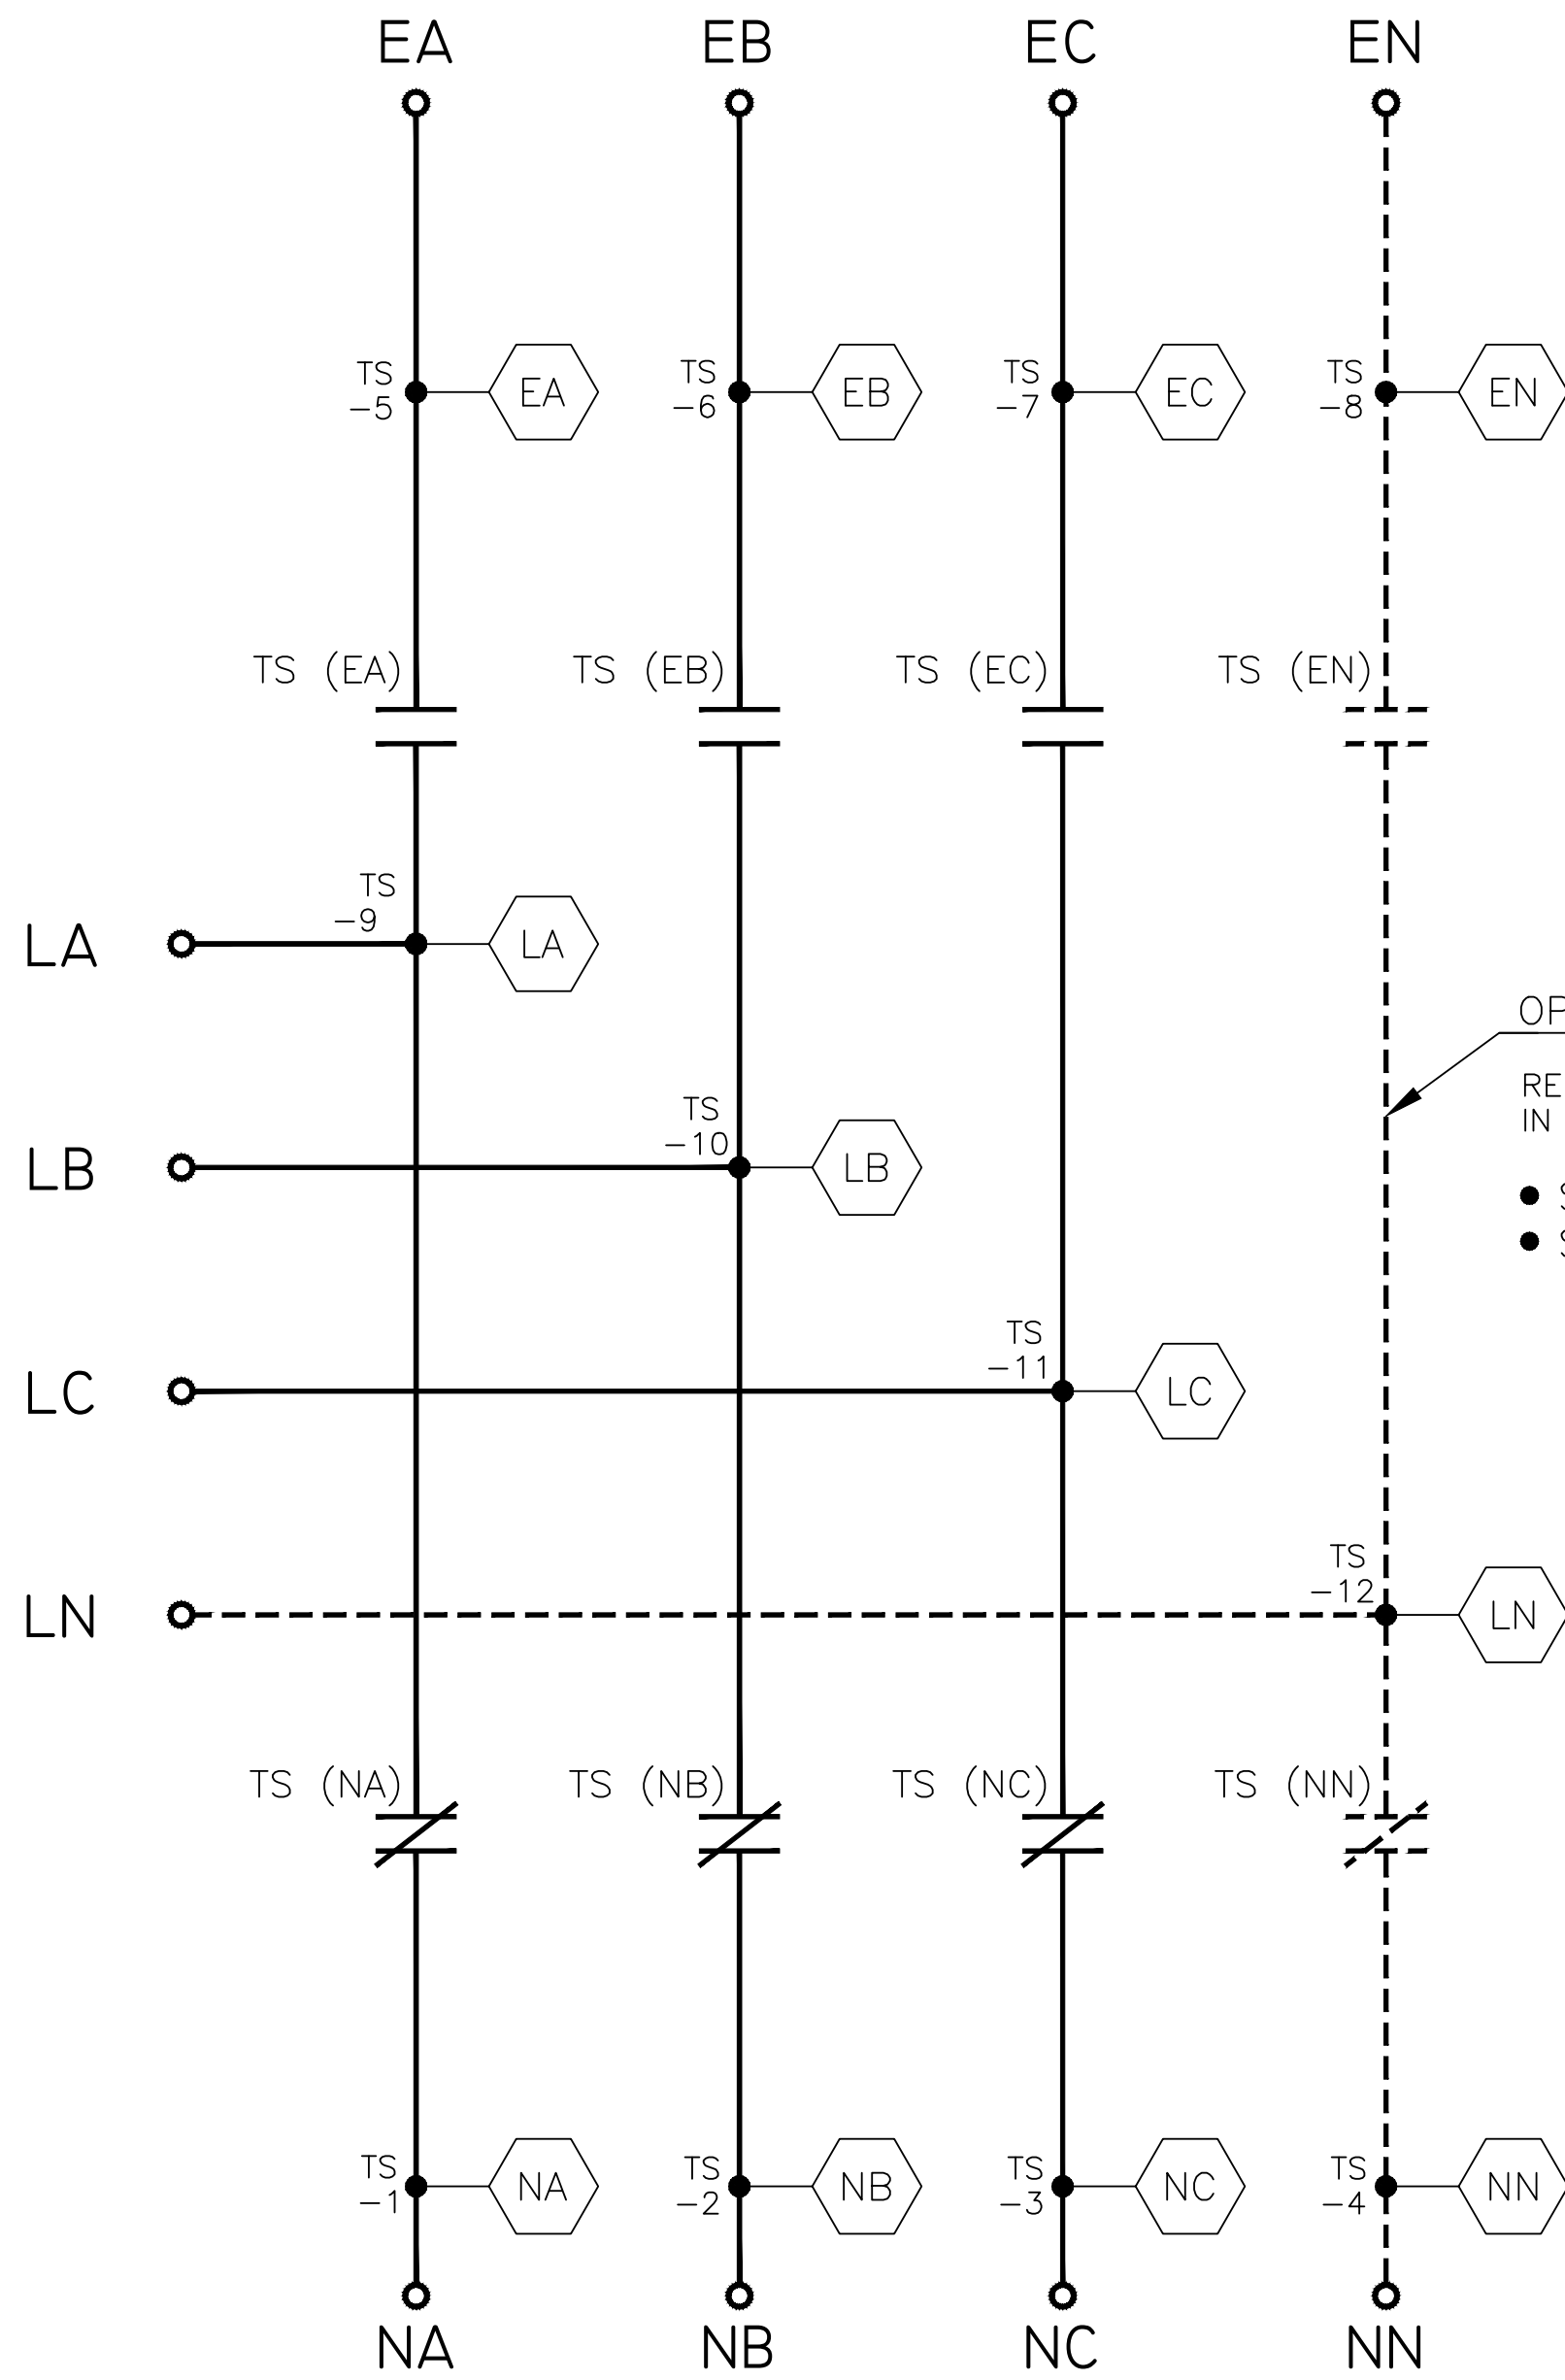 EA EB EC EN
TS TS TS TS
-5 EA -6 EB -7 EC -8 EN
TS (EA) TS (EB) TS (EC) TS (EN)
TS
-9
LA LA
OP
RE
IN
TS
-10
LB LB
S
S
TS
-11
LC LC
TS
-12
LN LN
TS (NA) TS (NB) TS (NC) TS (NN)
TS TS TS TS
-1 NA -2 NB -3 NC -4 NN
NA NB NC NN